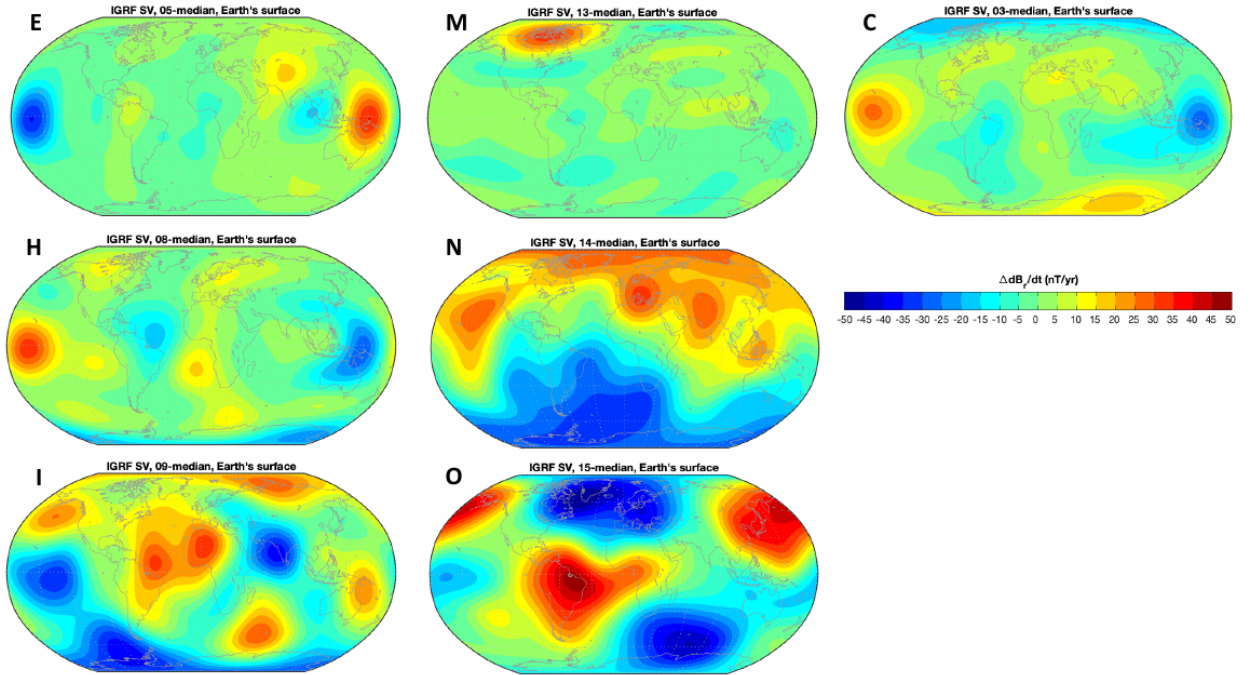 E IGRF SV, 05-median, Earth's surface
M IGRF SV, 13-median, Earth's surface
C IGRF SV, 03-median, Earth's surface
H IGRF SV, 08-median, Earth's surface
N IGRF SV, 14-median, Earth's surface
ΔdBr/dt (nT/yr)
-50 -45 -40 -35 -30 -25 -20 -15 -10 -5 0 5 10 15 20 25 30 35 40 45 50
I IGRF SV, 09-median, Earth's surface
O IGRF SV, 15-median, Earth's surface